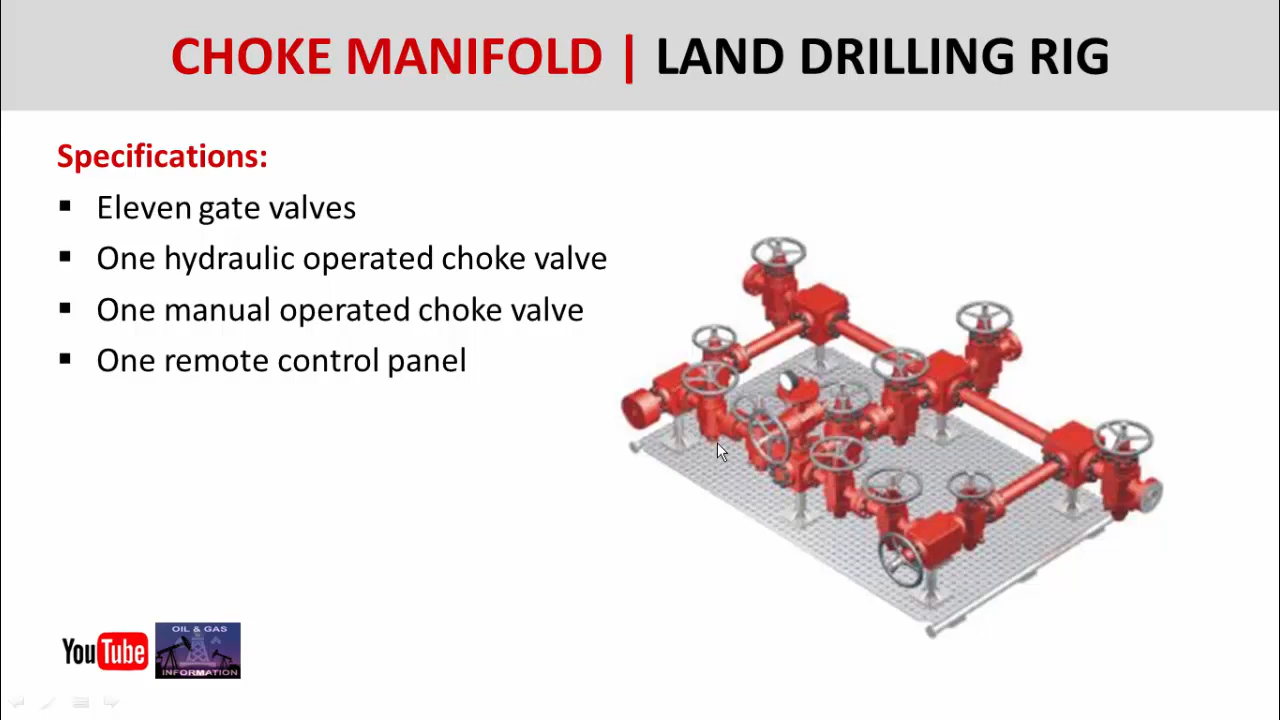 CHOKE MANIFOLD | LAND DRILLING RIG
Specifications:
▪ Eleven gate valves
▪ One hydraulic operated choke valve
▪ One manual operated choke valve
▪ One remote control panel
YouTube
OIL & GAS
INFORMATION